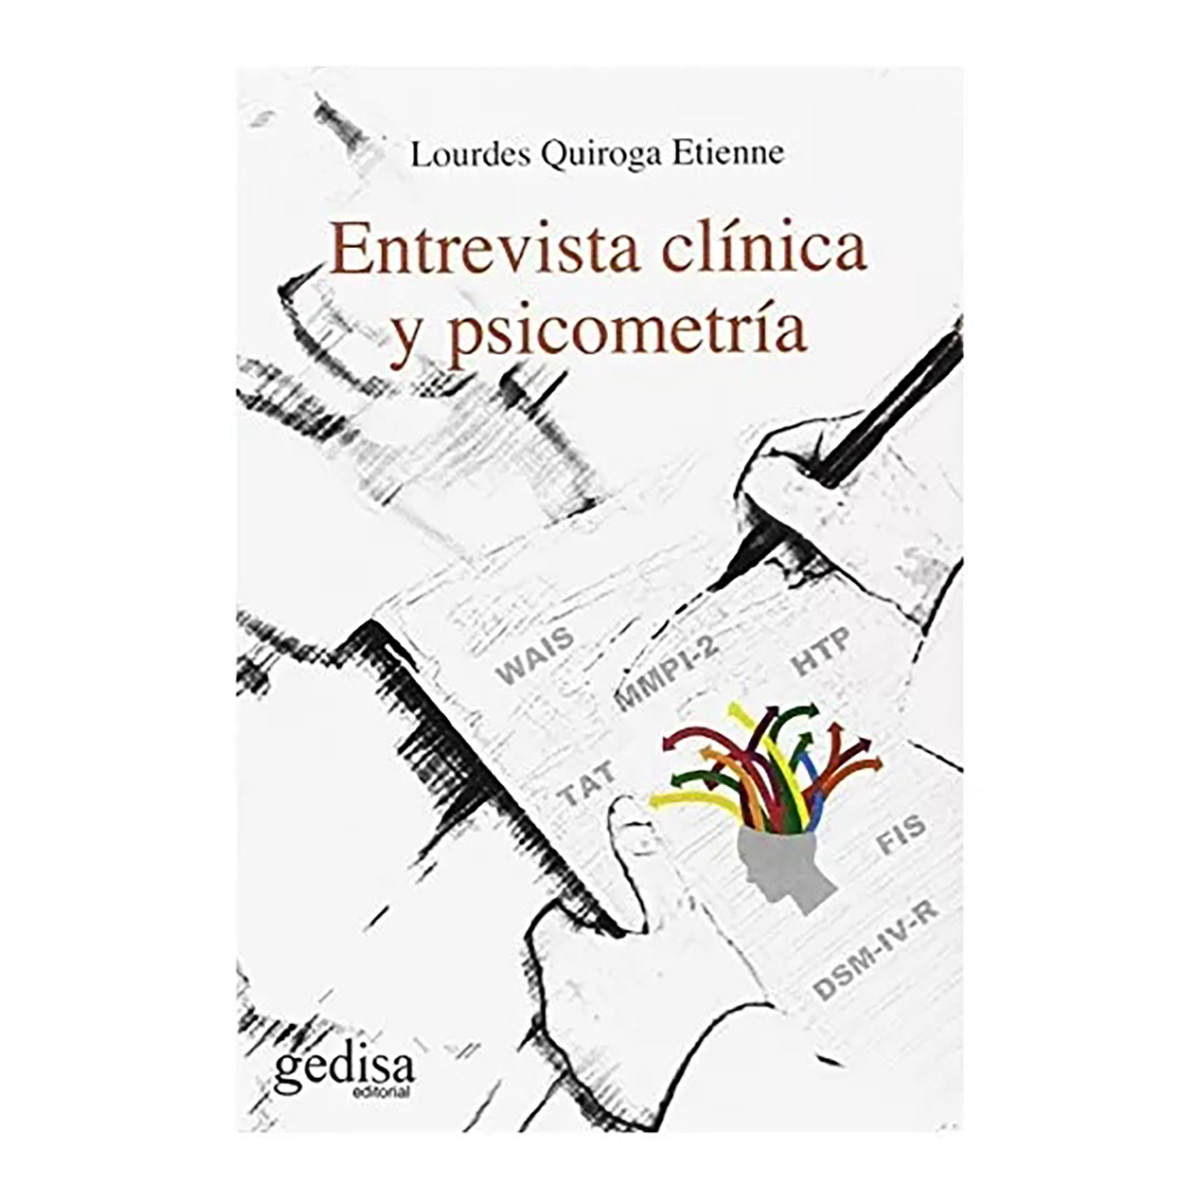 Lourdes Quiroga Etienne
Entrevista clínica
y psicometría
WAIS
MMPI-2
HTP
TAT
FIS
DSM-IV-R
gedisa
editorial